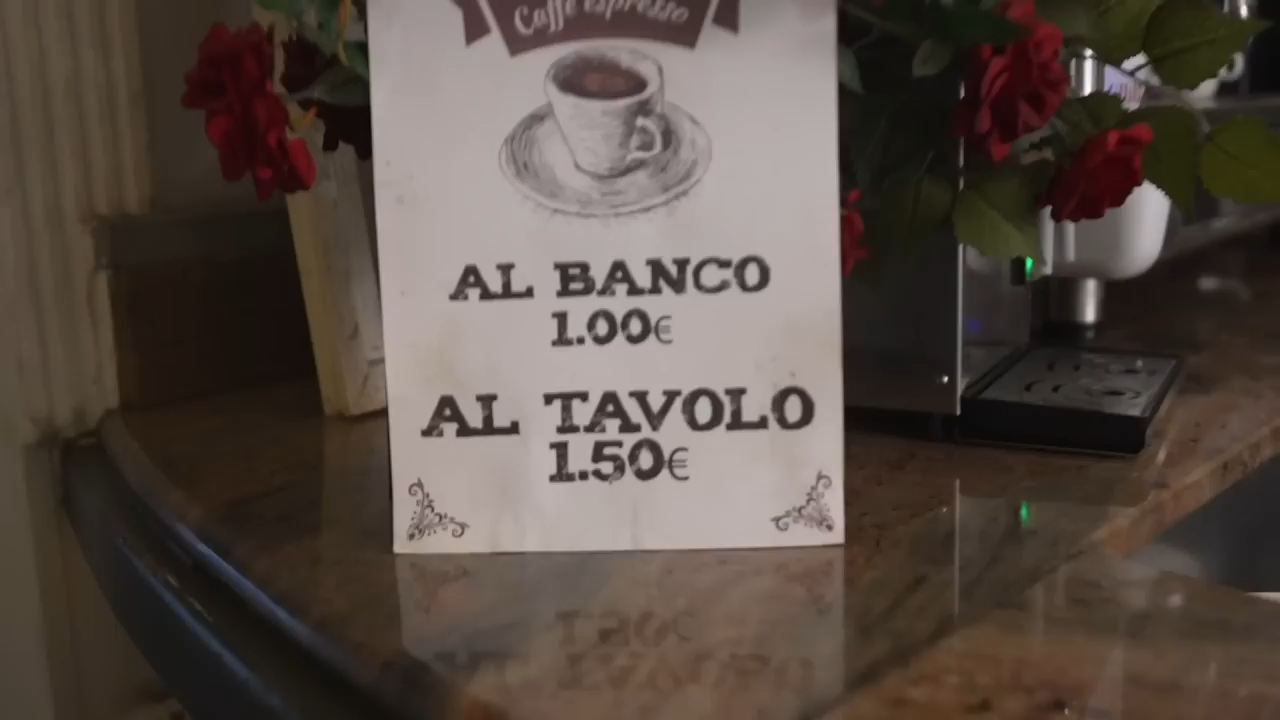 Caffè espresso
AL BANCO
1.00€
AL TAVOLO
1.50€